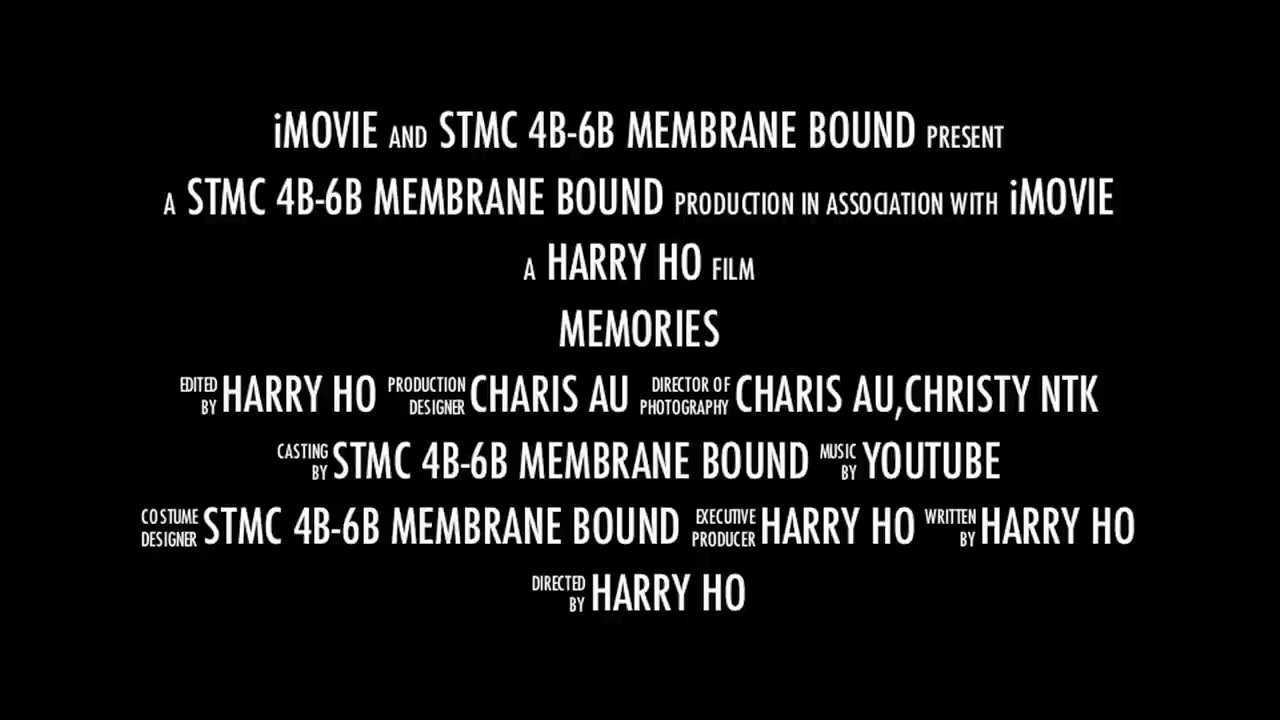 iMOVIE AND STMC 4B-6B MEMBRANE BOUND PRESENT
A STMC 4B-6B MEMBRANE BOUND PRODUCTION IN ASSOCIATION WITH iMOVIE
A HARRY HO FILM
MEMORIES
EDITED BY HARRY HO PRODUCTION DESIGNER CHARIS AU DIRECTOR OF PHOTOGRAPHY CHARIS AU,CHRISTY NTK
CASTING BY STMC 4B-6B MEMBRANE BOUND MUSIC BY YOUTUBE
COSTUME DESIGNER STMC 4B-6B MEMBRANE BOUND EXECUTIVE PRODUCER HARRY HO WRITTEN BY HARRY HO
DIRECTED BY HARRY HO